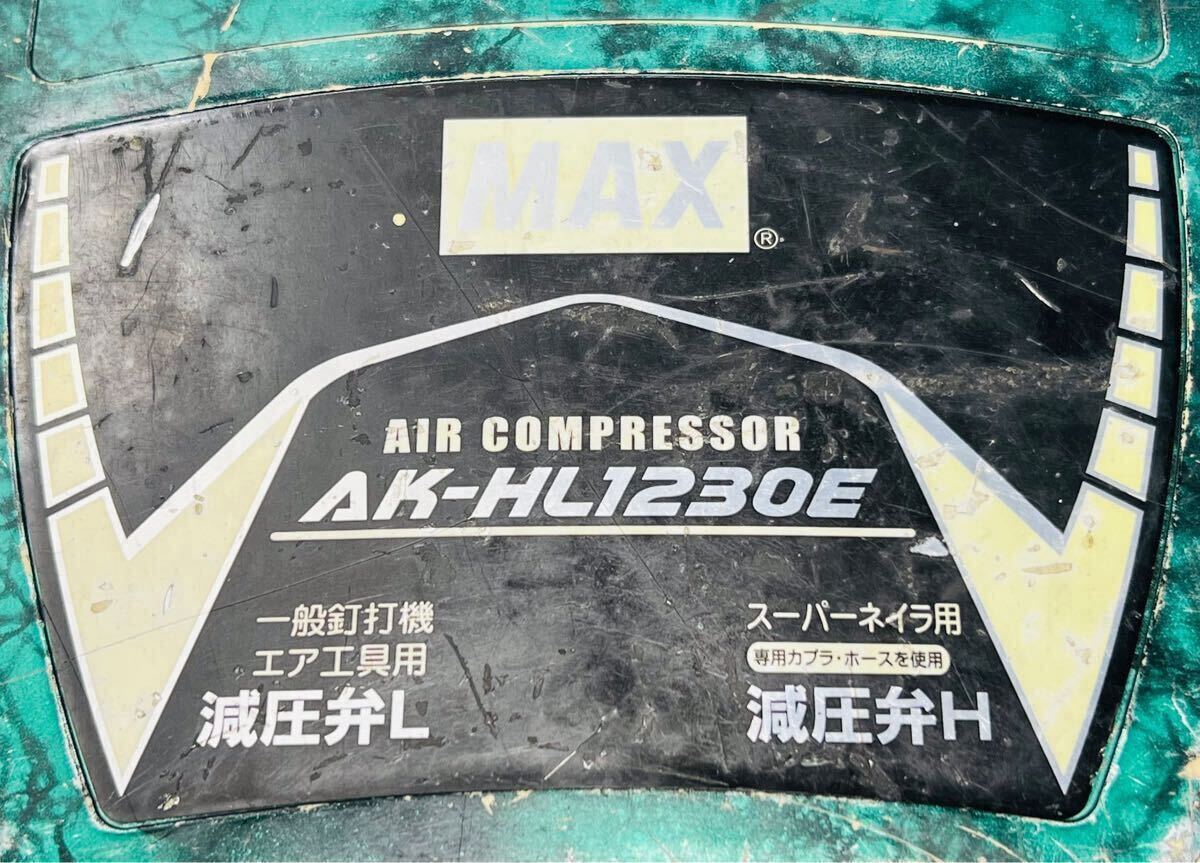 MAX®
AIR COMPRESSOR
AK-HL1230E
一般釘打機
エア工具用
減圧弁L
スーパーネイラ用
専用カプラ・ホースを使用
減圧弁H